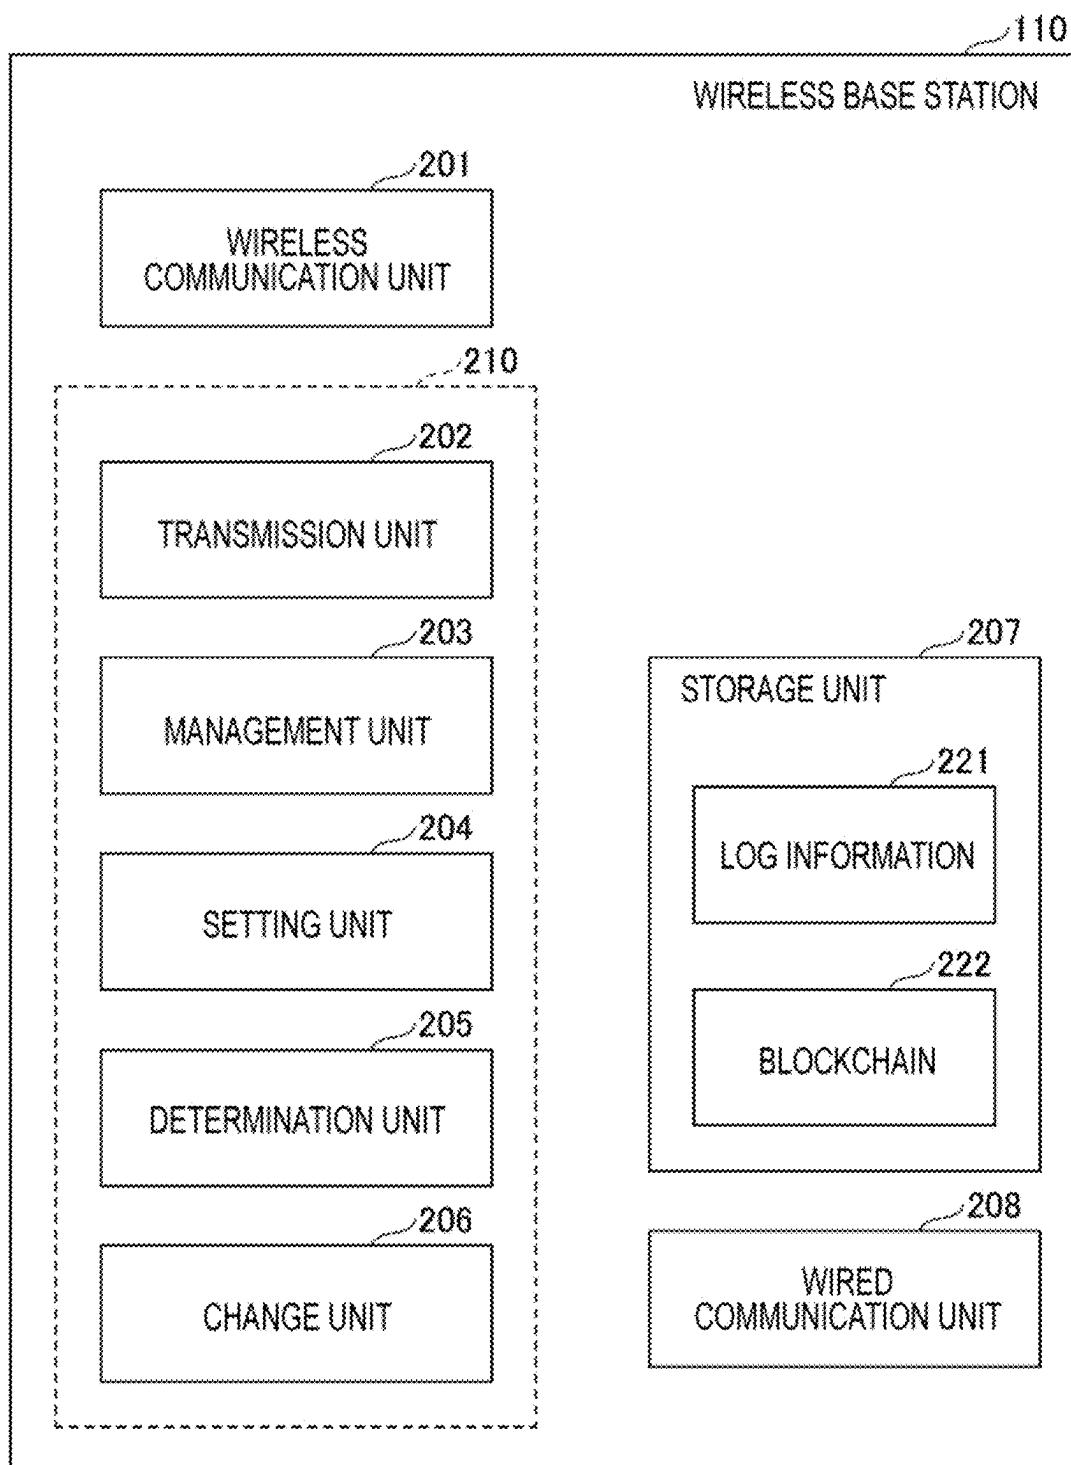 110
WIRELESS BASE STATION
201
WIRELESS
COMMUNICATION UNIT
210
202
TRANSMISSION UNIT
203
MANAGEMENT UNIT
204
SETTING UNIT
205
DETERMINATION UNIT
206
CHANGE UNIT
207
STORAGE UNIT
221
LOG INFORMATION
222
BLOCKCHAIN
208
WIRED
COMMUNICATION UNIT